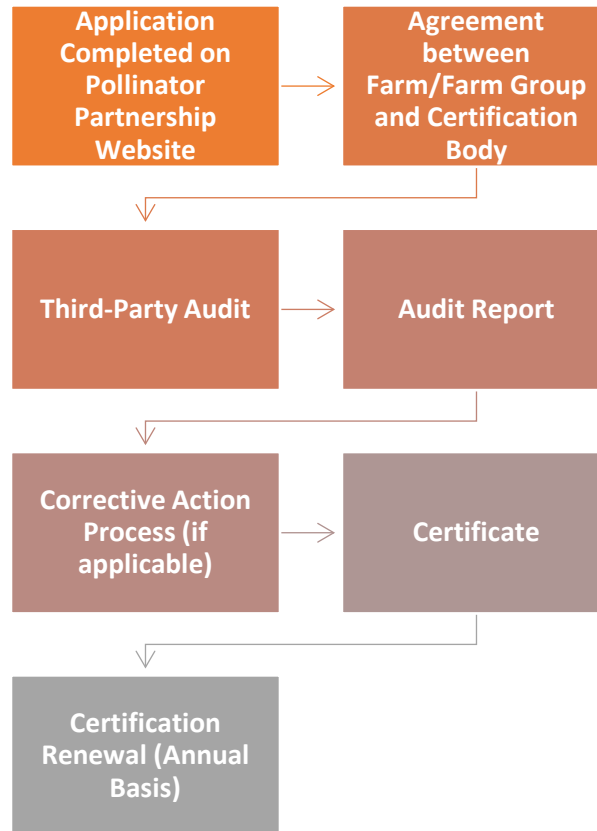 Application
Completed on
Pollinator
Partnership
Website
Agreement
between
Farm/Farm Group
and Certification
Body
Third-Party Audit
Audit Report
Corrective Action
Process (if
applicable)
Certificate
Certification
Renewal (Annual
Basis)